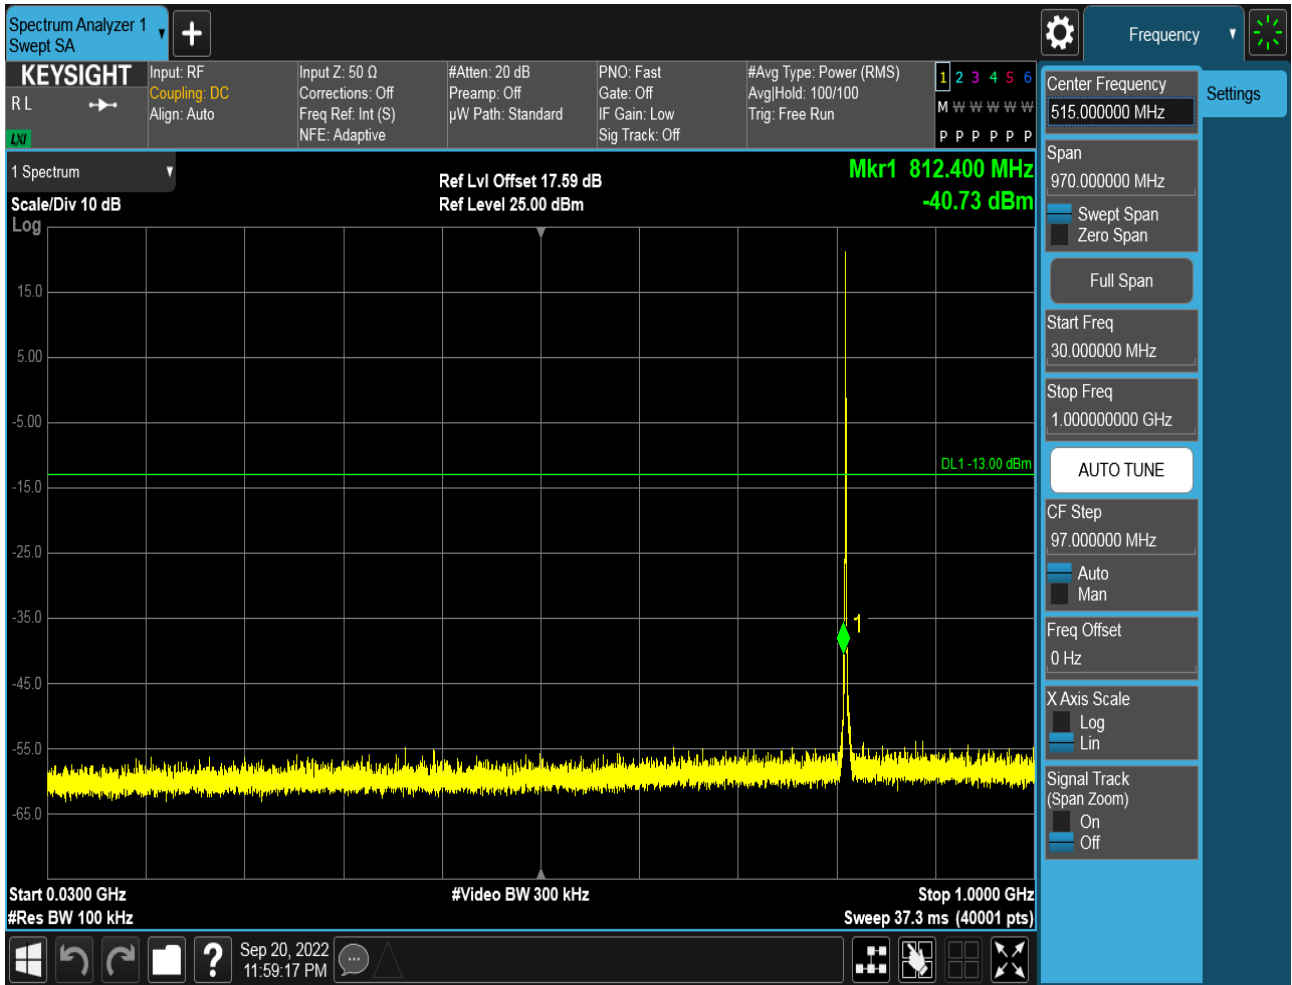 Spectrum Analyzer 1
Swept SA
Frequency
KEYSIGHT
R L
LXI
Input: RF
Coupling: DC
Align: Auto
Input Z: 50 Ω
Corrections: Off
Freq Ref: Int (S)
NFE: Adaptive
#Atten: 20 dB
Preamp: Off
µW Path: Standard
PNO: Fast
Gate: Off
IF Gain: Low
Sig Track: Off
#Avg Type: Power (RMS)
Avg|Hold: 100/100
Trig: Free Run
1 2 3 4 5 6
M W W W W W
P P P P P P
1 Spectrum
Scale/Div 10 dB
Log
Ref Lvl Offset 17.59 dB
Ref Level 25.00 dBm
Mkr1 812.400 MHz
-40.73 dBm
15.0
5.00
-5.00
-15.0
-25.0
-35.0
-45.0
-55.0
-65.0
DL1 -13.00 dBm
1
Start 0.0300 GHz
#Res BW 100 kHz
#Video BW 300 kHz
Stop 1.0000 GHz
Sweep 37.3 ms (40001 pts)
Center Frequency
515.000000 MHz
Settings
Span
970.000000 MHz
Swept Span
Zero Span
Full Span
Start Freq
30.000000 MHz
Stop Freq
1.000000000 GHz
AUTO TUNE
CF Step
97.000000 MHz
Auto
Man
Freq Offset
0 Hz
X Axis Scale
Log
Lin
Signal Track
(Span Zoom)
On
Off
?
Sep 20, 2022
11:59:17 PM